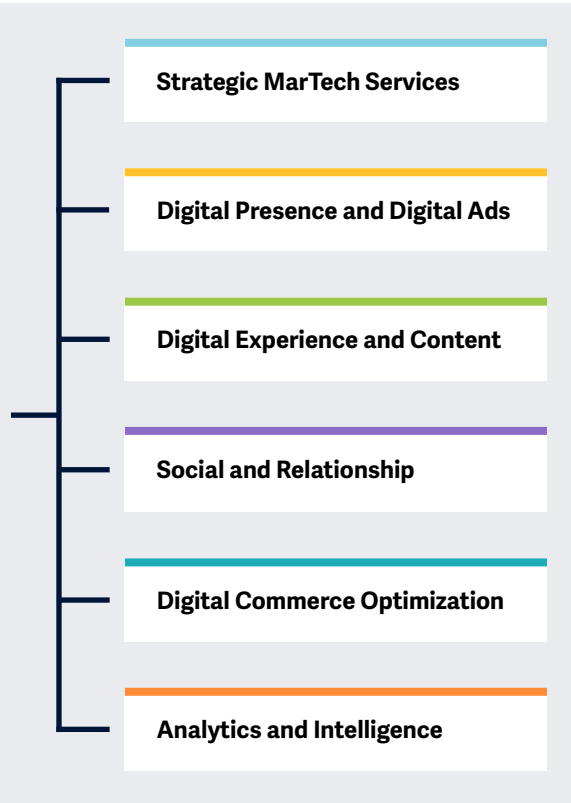 Strategic MarTech Services
Digital Presence and Digital Ads
Digital Experience and Content
Social and Relationship
Digital Commerce Optimization
Analytics and Intelligence